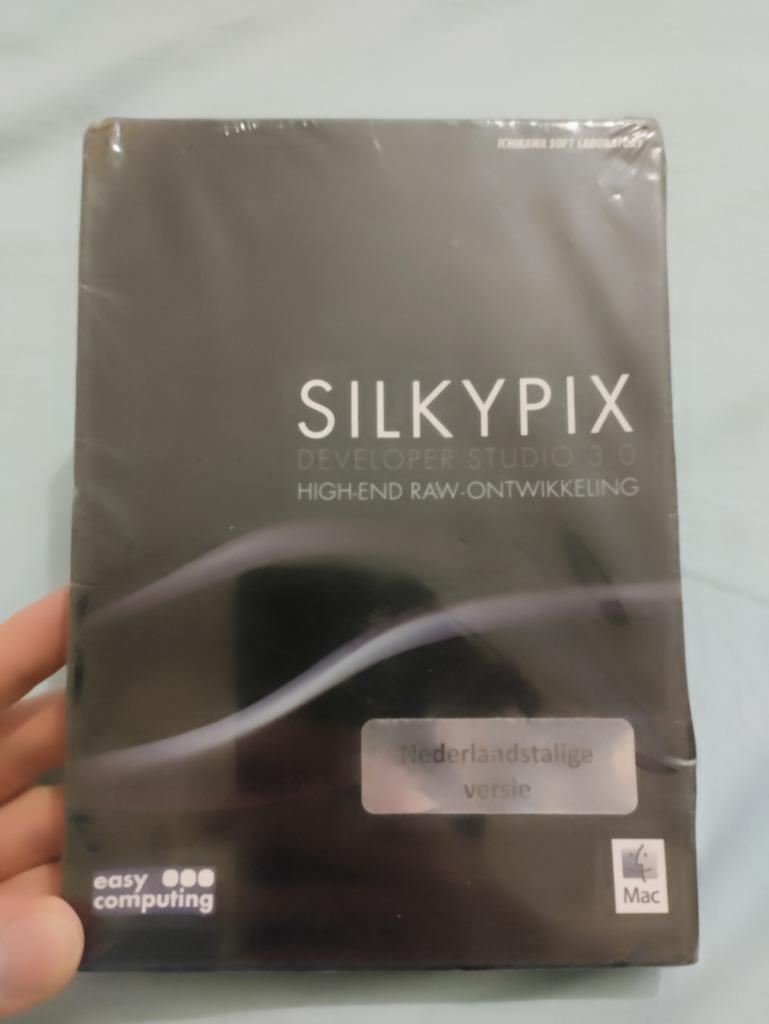 ICHIKAWA SOFT LABORATORY
SILKYPIX
DEVELOPER STUDIO 3.0
HIGH-END RAW-ONTWIKKELING
Nederlandstalige
versie
easy
computing
Mac